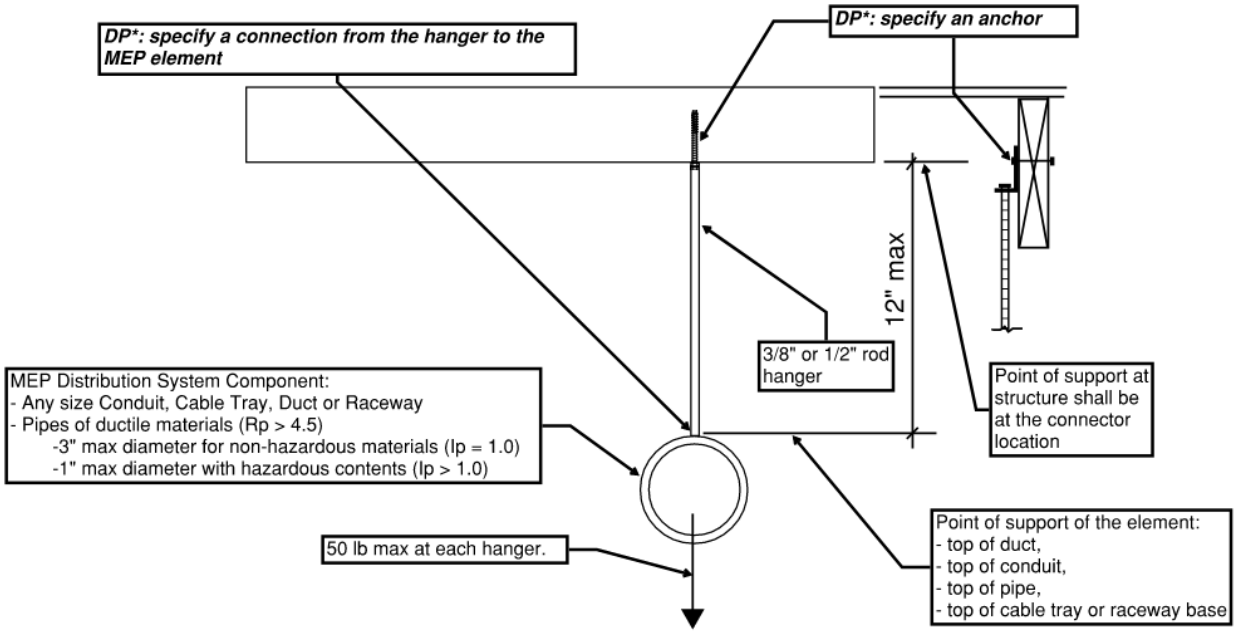 DP*: specify a connection from the hanger to the
MEP element
DP*: specify an anchor
12" max
3/8" or 1/2" rod
hanger
Point of support at
structure shall be
at the connector
location
MEP Distribution System Component:
- Any size Conduit, Cable Tray, Duct or Raceway
- Pipes of ductile materials (Rp > 4.5)
-3" max diameter for non-hazardous materials (Ip = 1.0)
-1" max diameter with hazardous contents (Ip > 1.0)
50 lb max at each hanger.
Point of support of the element:
- top of duct,
- top of conduit,
- top of pipe,
- top of cable tray or raceway base